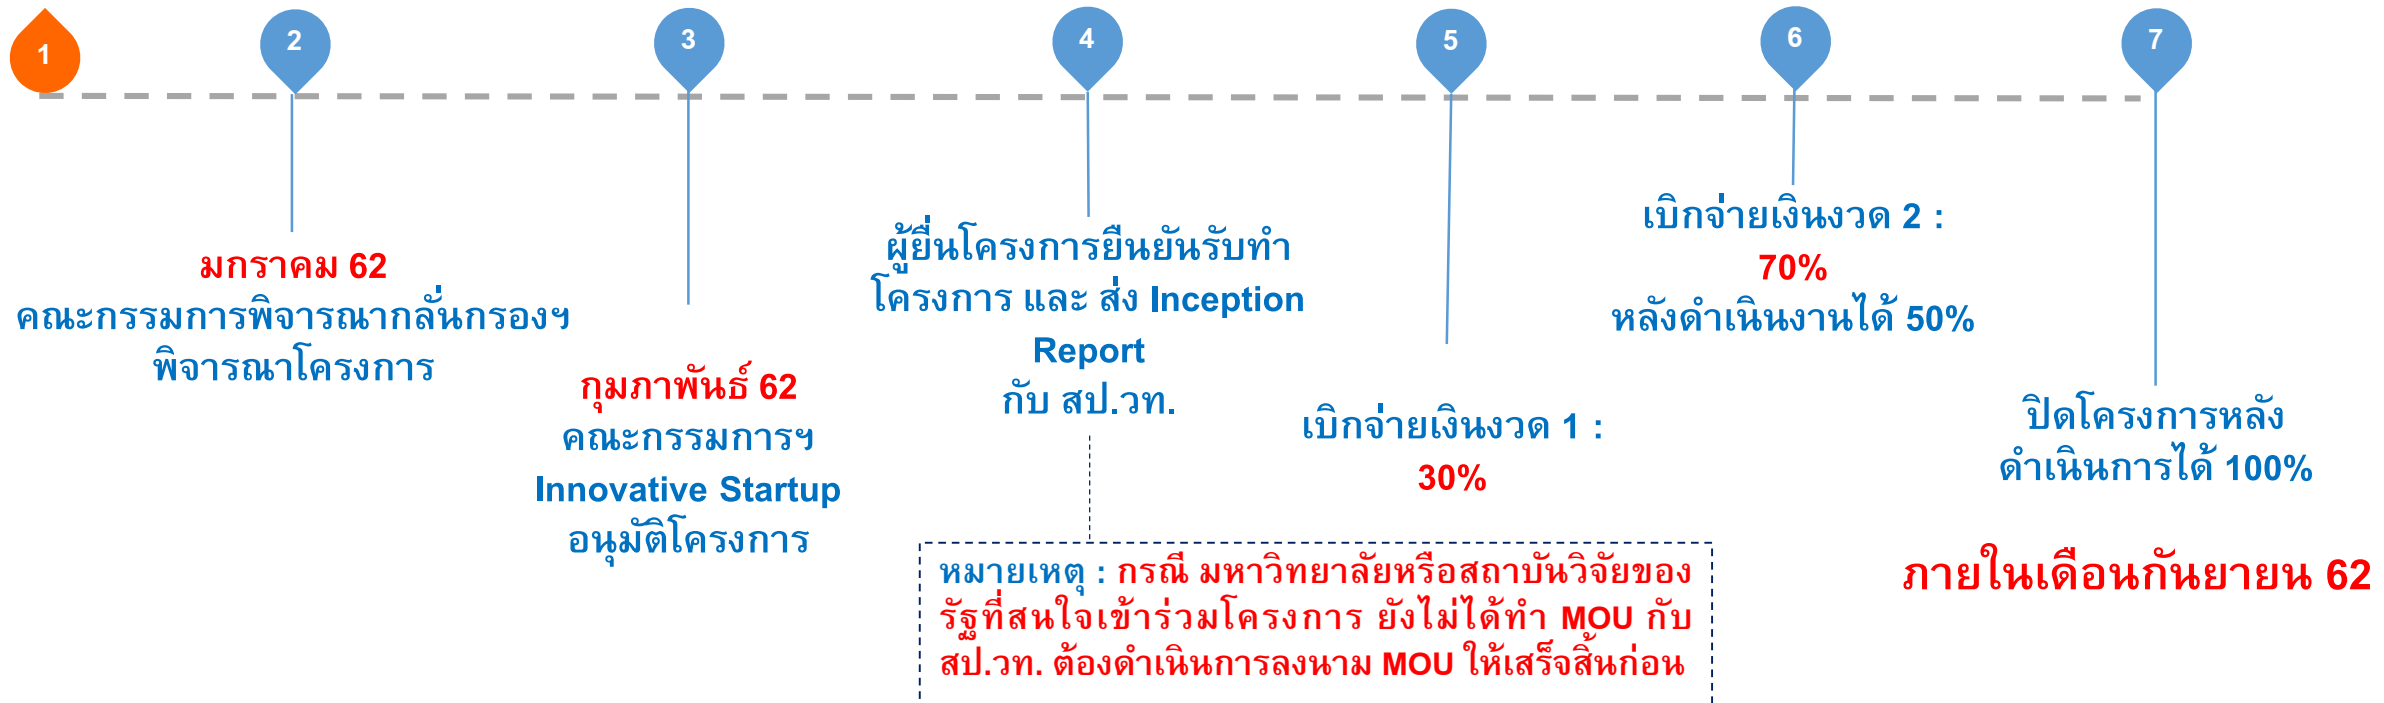 1
2
3
4
5
6
7
มกราคม 62
คณะกรรมการพิจารณากลั่นกรองฯ
พิจารณาโครงการ
กุมภาพันธ์ 62
คณะกรรมการฯ
Innovative Startup
อนุมัติโครงการ
ผู้ยื่นโครงการยืนยันรับทำ
โครงการ และ ส่ง Inception
Report
กับ สป.วท.
หมายเหตุ : กรณี มหาวิทยาลัยหรือสถาบันวิจัยของ
รัฐที่สนใจเข้าร่วมโครงการ ยังไม่ได้ทำ MOU กับ
สป.วท. ต้องดำเนินการลงนาม MOU ให้เสร็จสิ้นก่อน
เบิกจ่ายเงินงวด 1 :
30%
เบิกจ่ายเงินงวด 2 :
70%
หลังดำเนินงานได้ 50%
ปิดโครงการหลัง
ดำเนินการได้ 100%
ภายในเดือนกันยายน 62